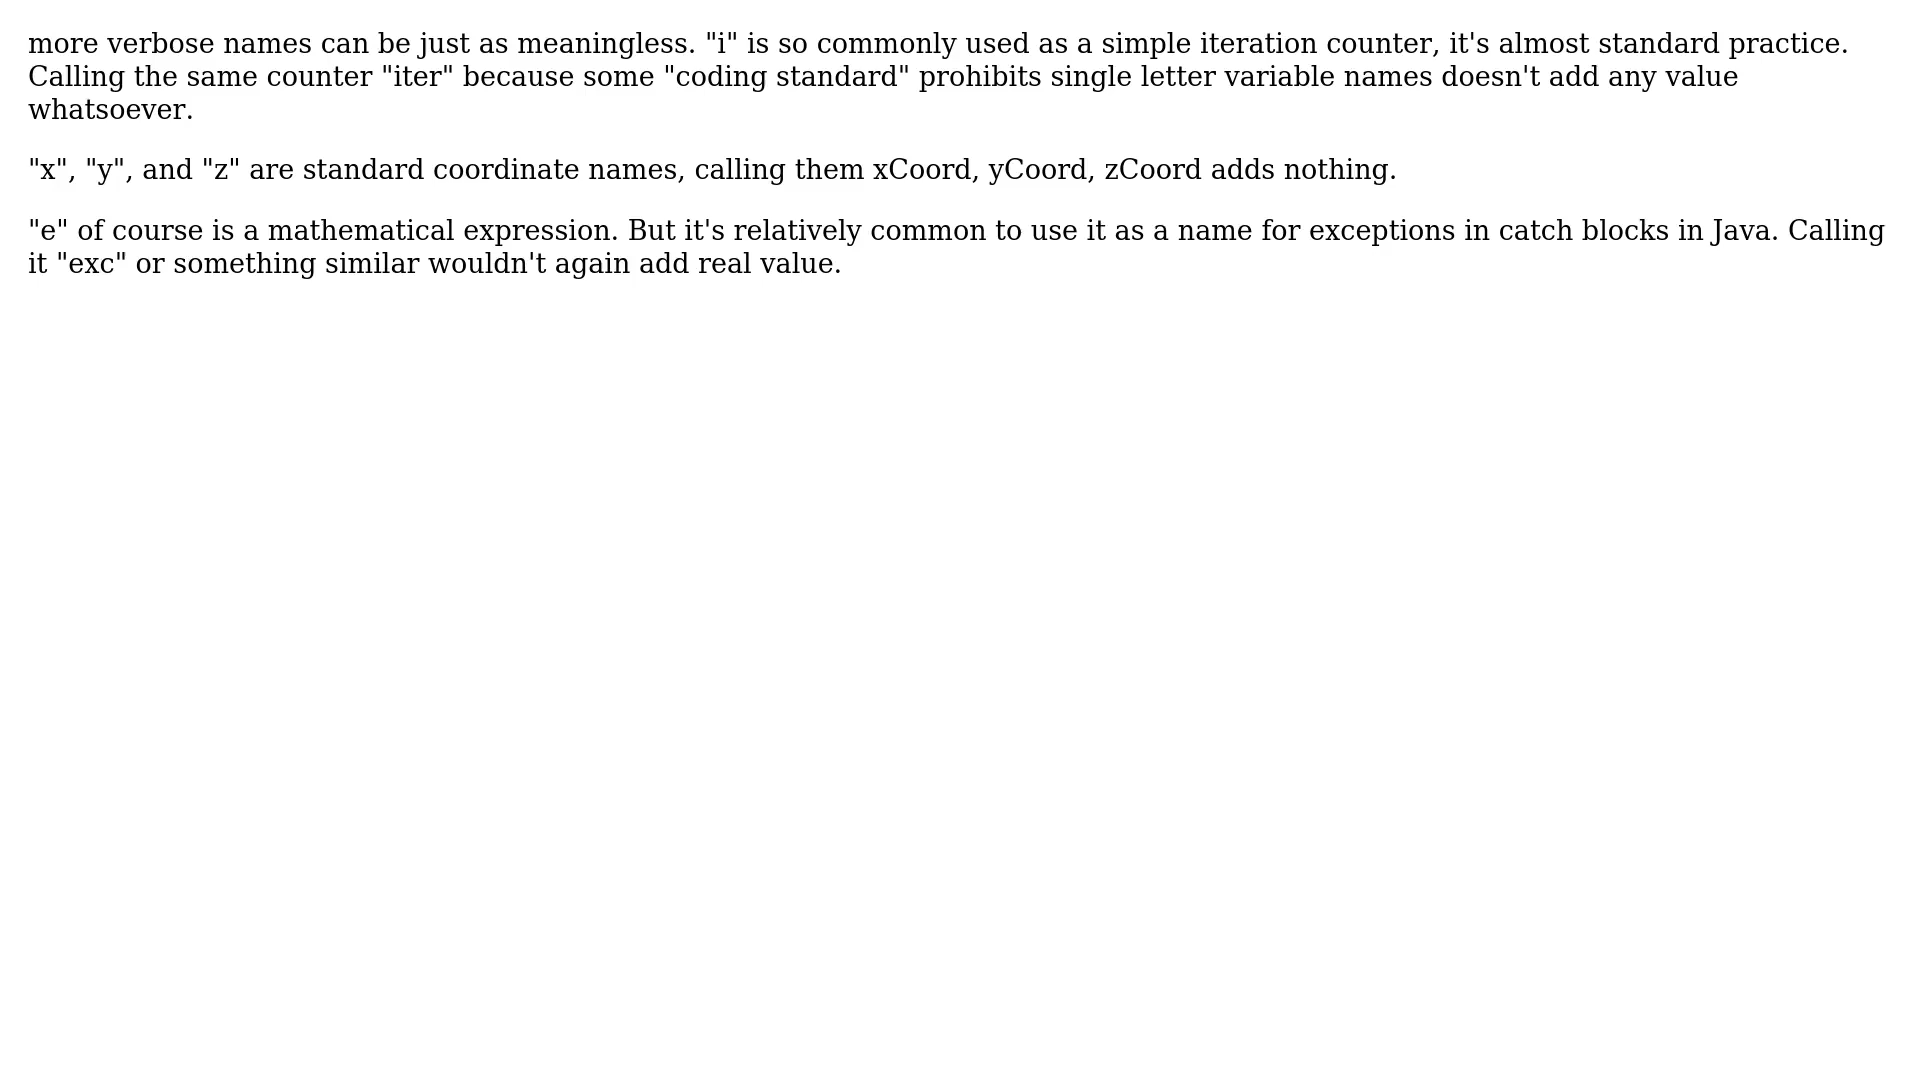 more verbose names can be just as meaningless. "i" is so commonly used as a simple iteration counter, it's almost standard practice.
Calling the same counter "iter" because some "coding standard" prohibits single letter variable names doesn't add any value
whatsoever.
"x", "y", and "z" are standard coordinate names, calling them xCoord, yCoord, zCoord adds nothing.
"e" of course is a mathematical expression. But it's relatively common to use it as a name for exceptions in catch blocks in Java. Calling
it "exc" or something similar wouldn't again add real value.